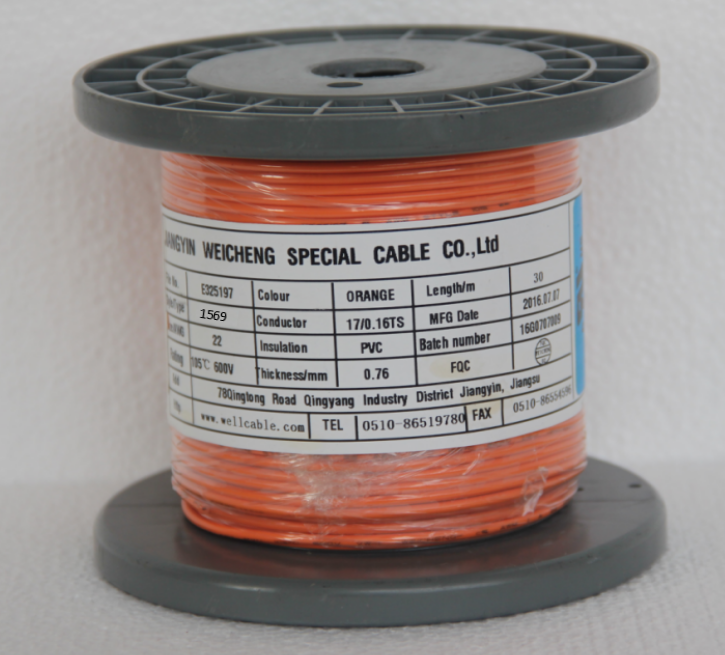 JIANGYIN WEICHENG SPECIAL CABLE CO.,Ltd
E325197 Colour ORANGE Length/m 30
1569 Conductor 17/0.16TS MFG Date 2016.07.07
22 Insulation PVC Batch number 16G0707009
105℃ 600V Thickness/mm 0.76 FQC
78Qinglong Road Qingyang Industry District Jiangyin, Jiangsu
www.wellcable.com TEL 0510-86519780 FAX